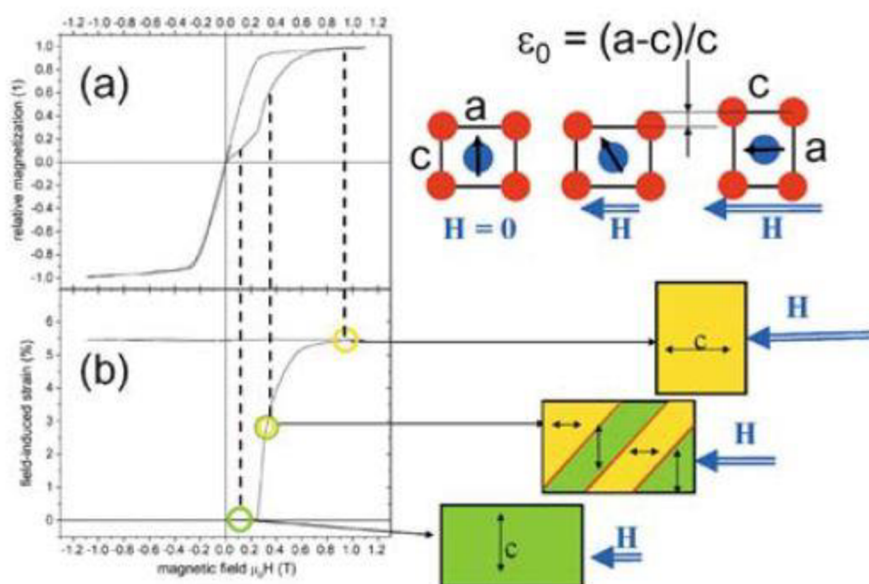 -1.2 -1.0 -0.8 -0.6 -0.4 -0.2 0.0 0.2 0.4 0.6 0.8 1.0 1.2
relative magnetization (1)
1.0
0.8
0.6
0.4
0.2
0.0
-0.2
-0.4
-0.6
-0.8
-1.0
(a)
ε₀ = (a-c)/c
a
c
c
a
H = 0
H
H
field-induced strain (%)
6
5
4
3
2
1
0
(b)
-1.2 -1.0 -0.8 -0.6 -0.4 -0.2 0.0 0.2 0.4 0.6 0.8 1.0 1.2
magnetic field μ₀H (T)
c
H
H
c
H